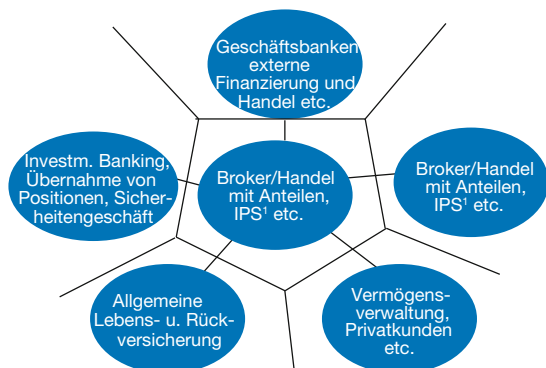 Geschäftsbanken
externe
Finanzierung und
Handel etc.
Investm. Banking,
Übernahme von
Positionen, Sicher-
heitengeschäft
Broker/Handel
mit Anteilen,
IPS¹ etc.
Broker/Handel
mit Anteilen,
IPS¹ etc.
Allgemeine
Lebens- u. Rück-
versicherung
Vermögens-
verwaltung,
Privatkunden
etc.